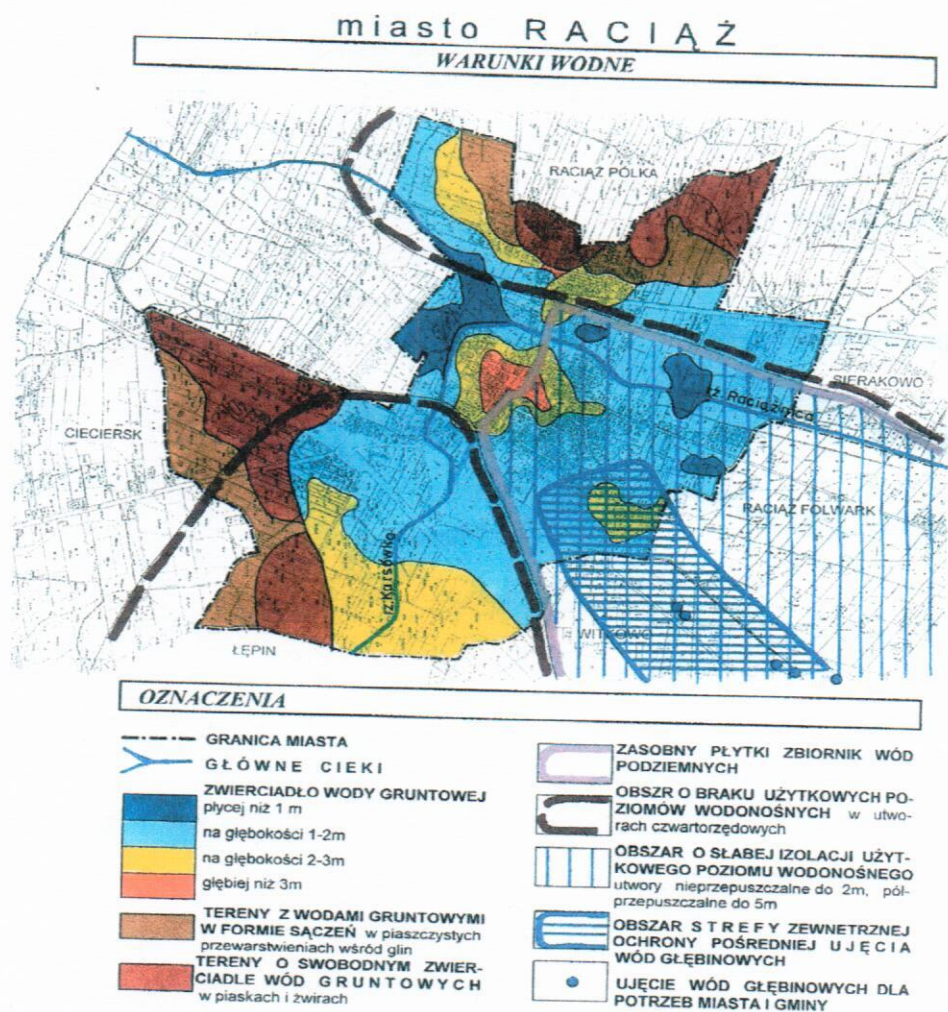 miasto RACIĄŻ
WARUNKI WODNE
RACIĄŻ POLKA
SIERAKOWO
rz. Raciążnica
CIECIERSK
RACIĄŻ FOLWARK
rz. Karsówka
WITKOWO
ŁĘPIN
OZNACZENIA
GRANICA MIASTA
GŁÓWNE CIEKI
ZWIERCIADŁO WODY GRUNTOWEJ
płycej niż 1 m
na głębokości 1-2m
na głębokości 2-3m
głębiej niż 3m
TERENY Z WODAMI GRUNTOWYMI
W FORMIE SĄCZEŃ w piaszczystych
przewarstwieniach wśród glin
TERENY O SWOBODNYM ZWIER-
CIADLE WÓD GRUNTOWYCH
w piaskach i żwirach
ZASOBNY PŁYTKI ZBIORNIK WÓD
PODZIEMNYCH
OBSZR O BRAKU UŻYTKOWYCH PO-
ZIOMÓW WODONOŚNYCH w utwo-
rach czwartorzędowych
OBSZAR O SŁABEJ IZOLACJI UŻYT-
KOWEGO POZIOMU WODONOŚNEGO
utwory nieprzepuszczalne do 2m, pół-
przepuszczalne do 5m
OBSZAR STREFY ZEWNETRZNEJ
OCHRONY POŚREDNIEJ UJĘCIA
WÓD GŁĘBINOWYCH
UJĘCIE WÓD GŁĘBINOWYCH DLA
POTRZEB MIASTA I GMINY